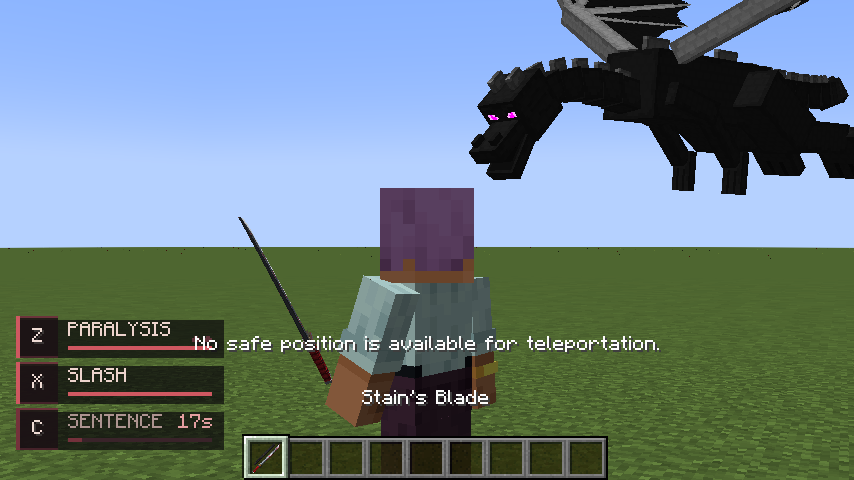 Z PARALYSIS
No safe position is available for teleportation.
X SLASH
Stain's Blade
C SENTENCE 17s